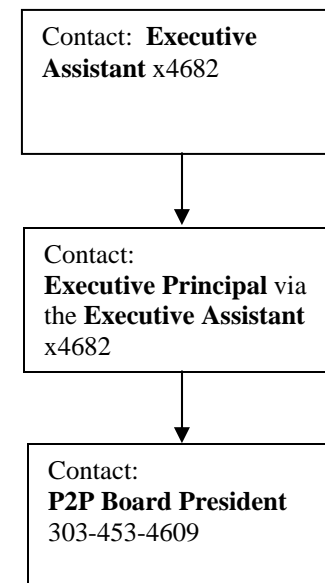 Contact: Executive
Assistant x4682
Contact:
Executive Principal via
the Executive Assistant
x4682
Contact:
P2P Board President
303-453-4609